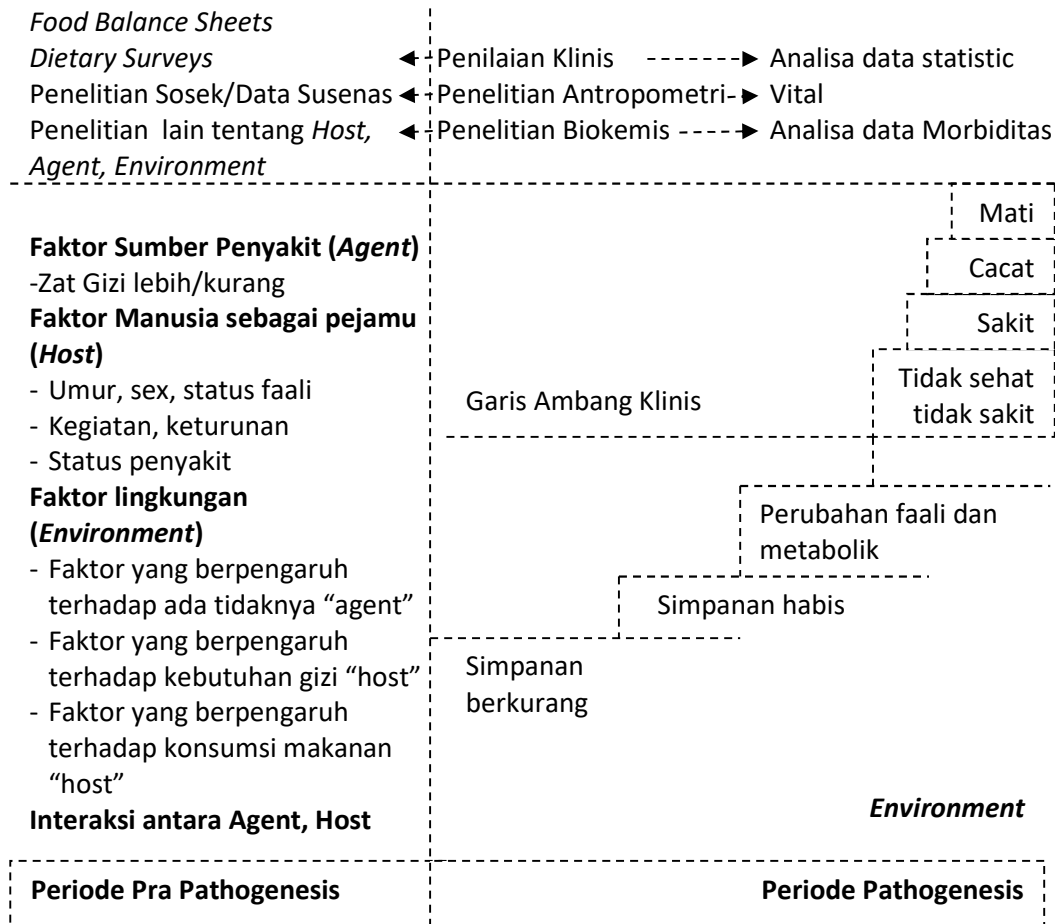 Food Balance Sheets
Dietary Surveys
Penelitian Sosek/Data Susenas
Penelitian lain tentang Host,
Agent, Environment
Penilaian Klinis
Penelitian Antropometri
Penelitian Biokemis
Analisa data statistic
Vital
Analisa data Morbiditas
Faktor Sumber Penyakit (Agent)
-Zat Gizi lebih/kurang
Faktor Manusia sebagai pejamu
(Host)
- Umur, sex, status faali
- Kegiatan, keturunan
- Status penyakit
Faktor lingkungan
(Environment)
- Faktor yang berpengaruh
terhadap ada tidaknya “agent”
- Faktor yang berpengaruh
terhadap kebutuhan gizi “host”
- Faktor yang berpengaruh
terhadap konsumsi makanan
“host”
Interaksi antara Agent, Host
Mati
Cacat
Sakit
Tidak sehat
tidak sakit
Garis Ambang Klinis
Perubahan faali dan
metabolik
Simpanan habis
Simpanan
berkurang
Environment
Periode Pra Pathogenesis
Periode Pathogenesis